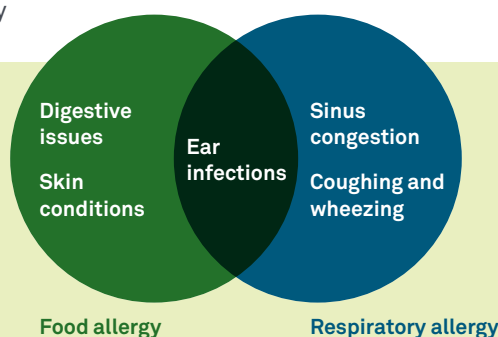 y
Digestive
issues
Skin
conditions
Ear
infections
Sinus
congestion
Coughing and
wheezing
Food allergy
Respiratory allergy